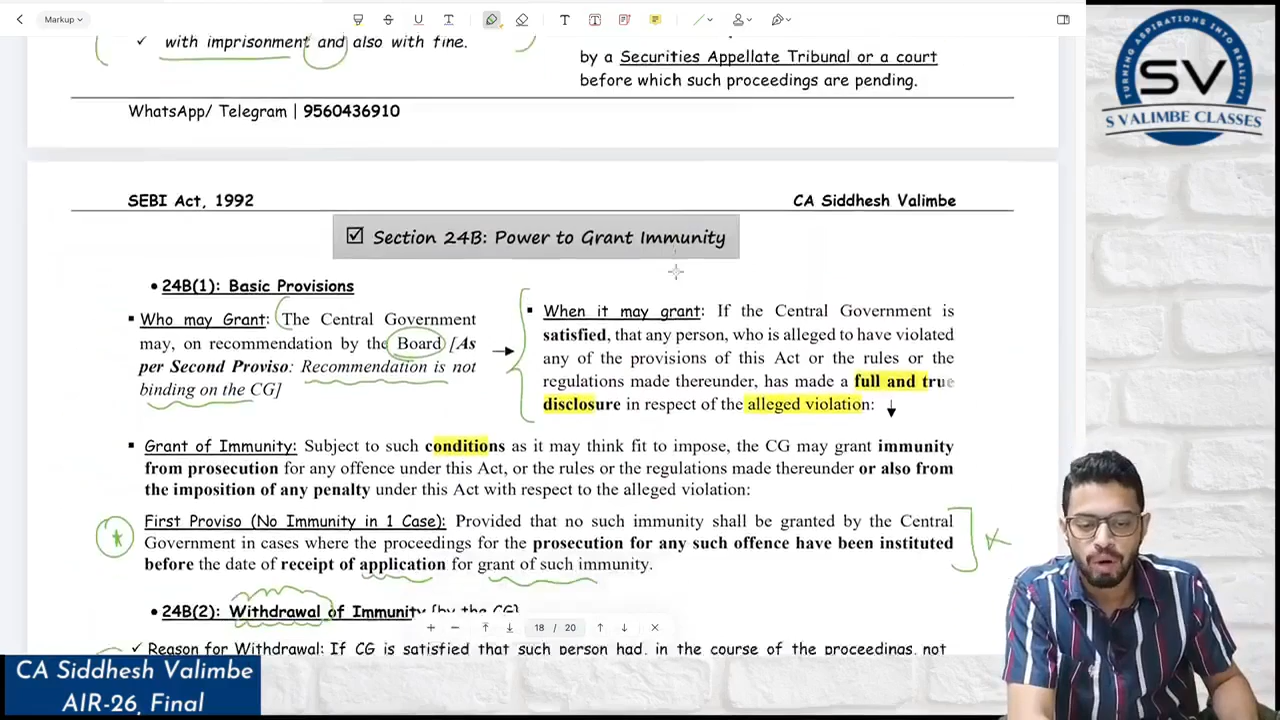 Markup
✓ with imprisonment and also with fine.
by a Securities Appellate Tribunal or a court
before which such proceedings are pending.
WhatsApp/ Telegram | 9560436910
TURNING ASPIRATIONS INTO REALITY!
SV
S VALIMBE CLASSES
SEBI Act, 1992
CA Siddhesh Valimbe
☑ Section 24B: Power to Grant Immunity
• 24B(1): Basic Provisions
▪ Who may Grant: The Central Government
may, on recommendation by the Board [As
per Second Proviso: Recommendation is not
binding on the CG]
▪ When it may grant: If the Central Government is
satisfied, that any person, who is alleged to have violated
any of the provisions of this Act or the rules or the
regulations made thereunder, has made a full and true
disclosure in respect of the alleged violation:
▪ Grant of Immunity: Subject to such conditions as it may think fit to impose, the CG may grant immunity
from prosecution for any offence under this Act, or the rules or the regulations made thereunder or also from
the imposition of any penalty under this Act with respect to the alleged violation:
First Proviso (No Immunity in 1 Case): Provided that no such immunity shall be granted by the Central
Government in cases where the proceedings for the prosecution for any such offence have been instituted
before the date of receipt of application for grant of such immunity.
• 24B(2): Withdrawal of Immunity (by the CG)
18 / 20
✓ Reason for Withdrawal: If CG is satisfied that such person had, in the course of the proceedings, not
CA Siddhesh Valimbe
AIR-26, Final